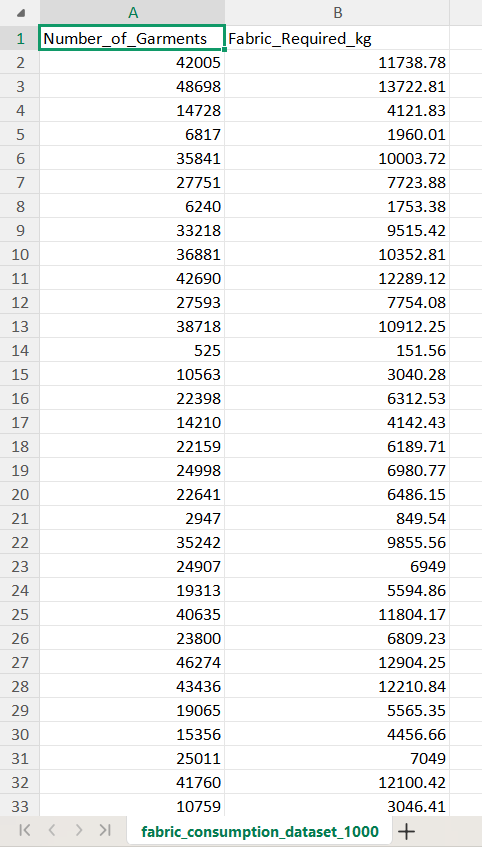 A B
1 Number_of_Garments Fabric_Required_kg
2 42005 11738.78
3 48698 13722.81
4 14728 4121.83
5 6817 1960.01
6 35841 10003.72
7 27751 7723.88
8 6240 1753.38
9 33218 9515.42
10 36881 10352.81
11 42690 12289.12
12 27593 7754.08
13 38718 10912.25
14 525 151.56
15 10563 3040.28
16 22398 6312.53
17 14210 4142.43
18 22159 6189.71
19 24998 6980.77
20 22641 6486.15
21 2947 849.54
22 35242 9855.56
23 24907 6949
24 19313 5594.86
25 40635 11804.17
26 23800 6809.23
27 46274 12904.25
28 43436 12210.84
29 19065 5565.35
30 15356 4456.66
31 25011 7049
32 41760 12100.42
33 10759 3046.41
fabric_consumption_dataset_1000